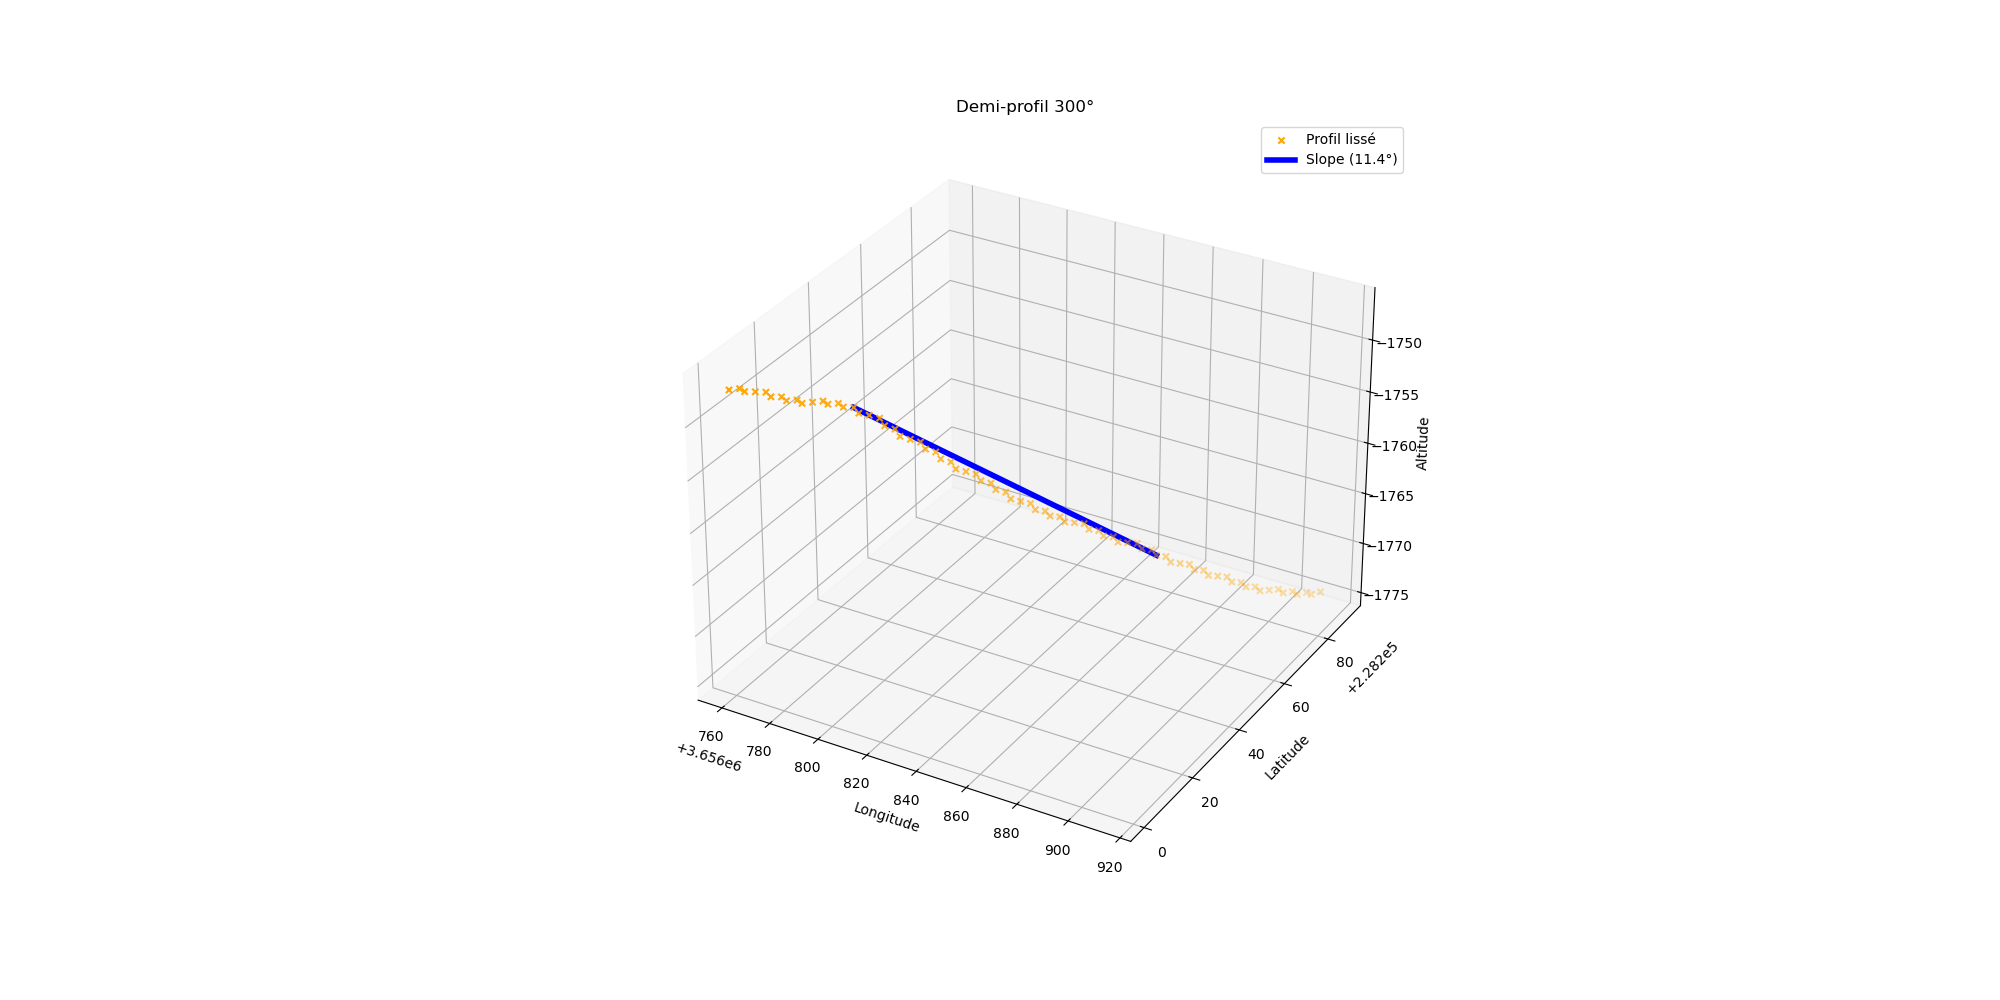 Demi-profil 300°
Profil lissé
Slope (11.4°)
−1750
−1755
−1760
−1765
−1770
−1775
Altitude
80
60
40
20
0
+2.282e5
Latitude
760
780
800
820
840
860
880
900
920
+3.656e6
Longitude